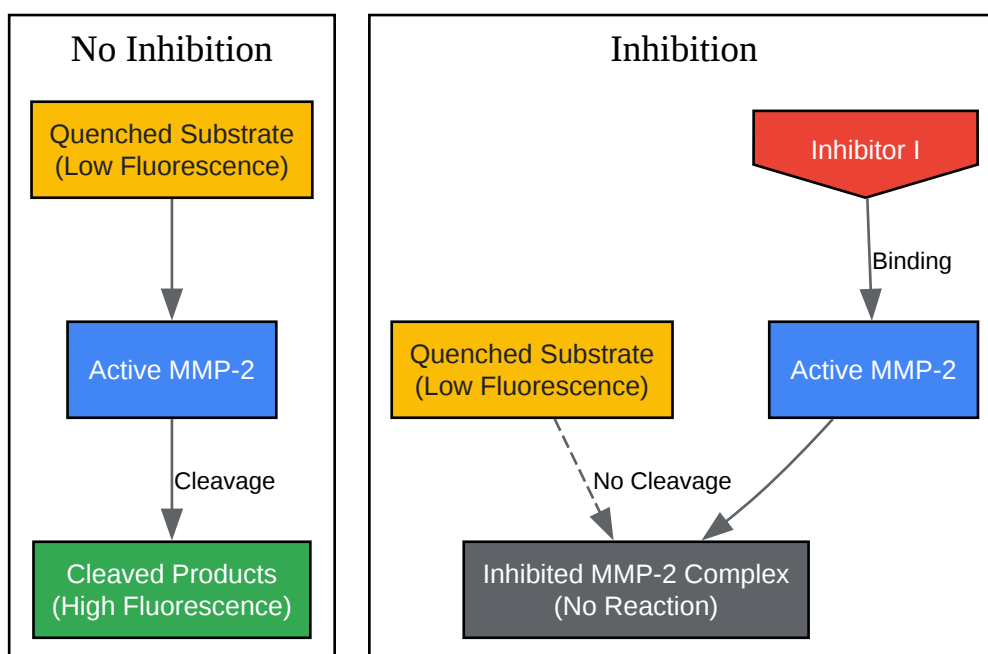 No Inhibition
Quenched Substrate
(Low Fluorescence)
Active MMP-2
Cleavage
Cleaved Products
(High Fluorescence)
Inhibition
Inhibitor I
Binding
Quenched Substrate
(Low Fluorescence)
Active MMP-2
No Cleavage
Inhibited MMP-2 Complex
(No Reaction)